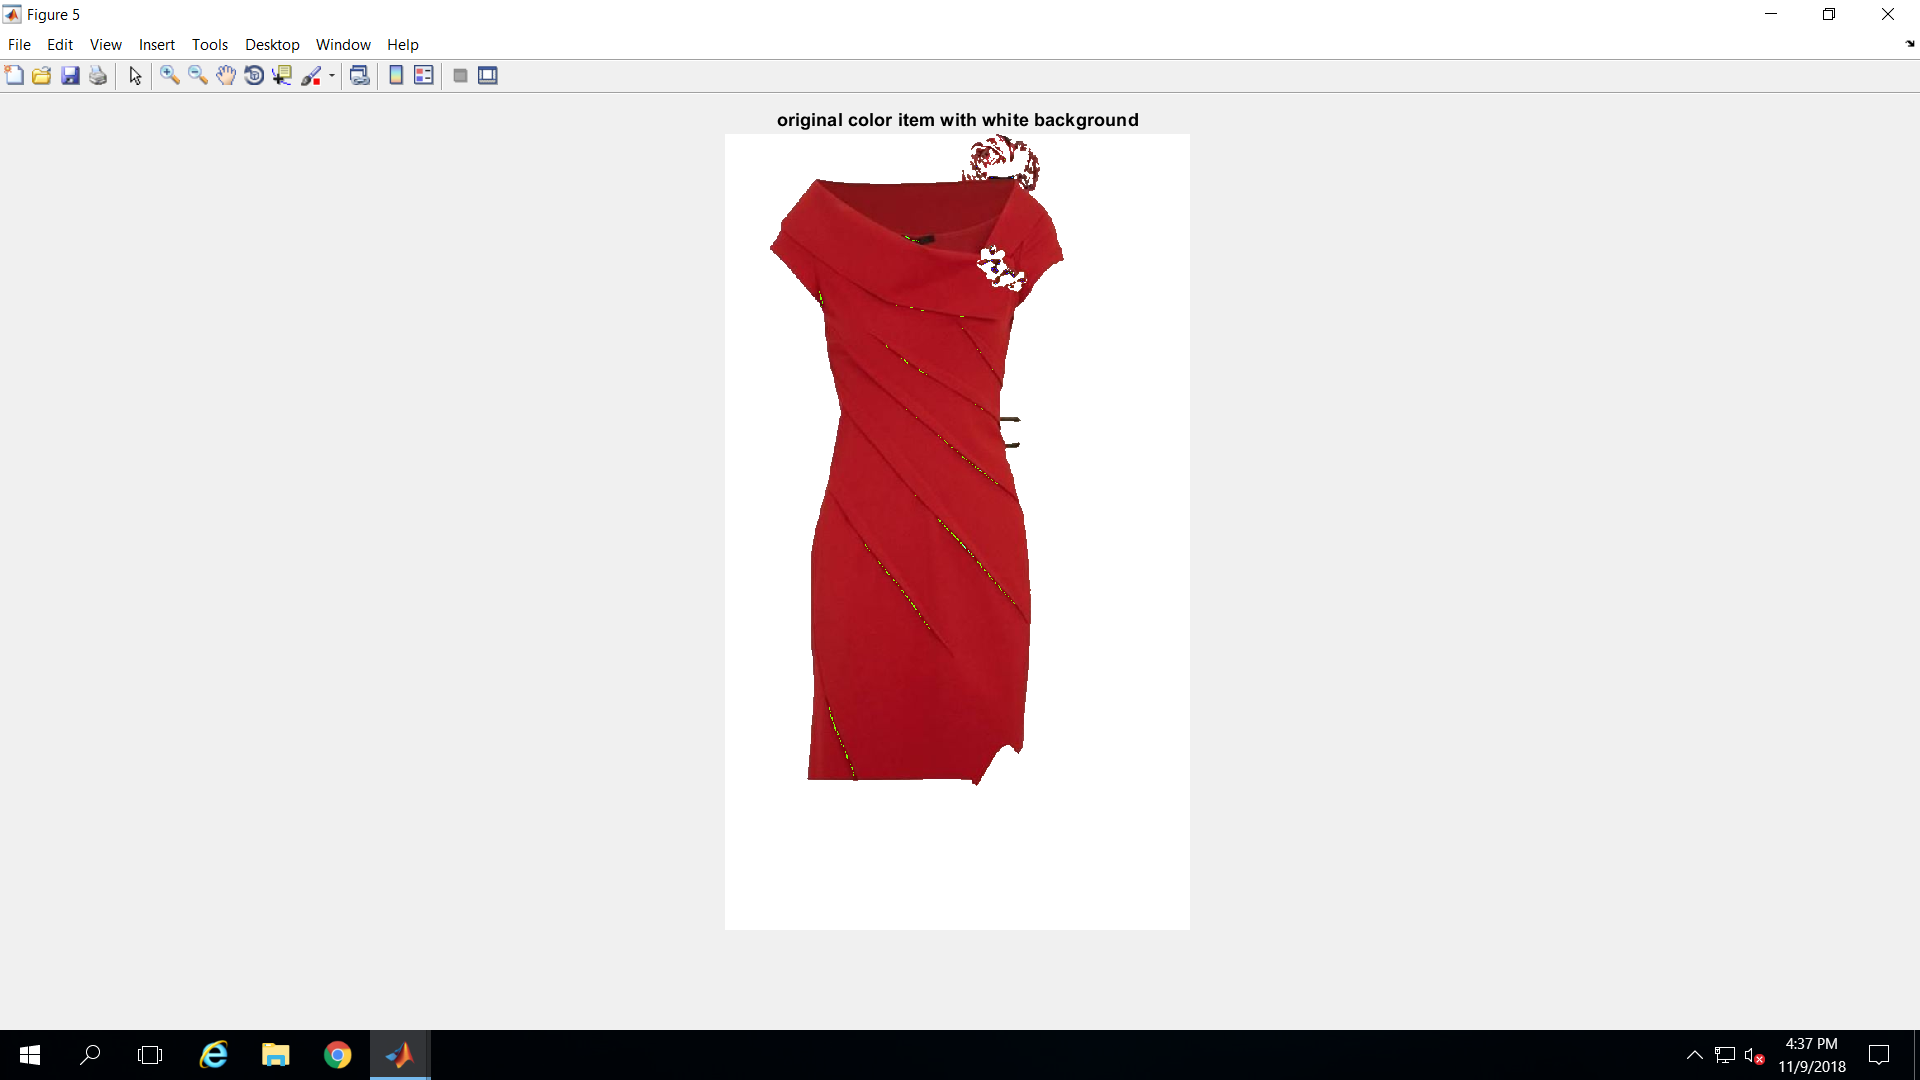 Figure 5
File Edit View Insert Tools Desktop Window Help
original color item with white background
4:37 PM
11/9/2018